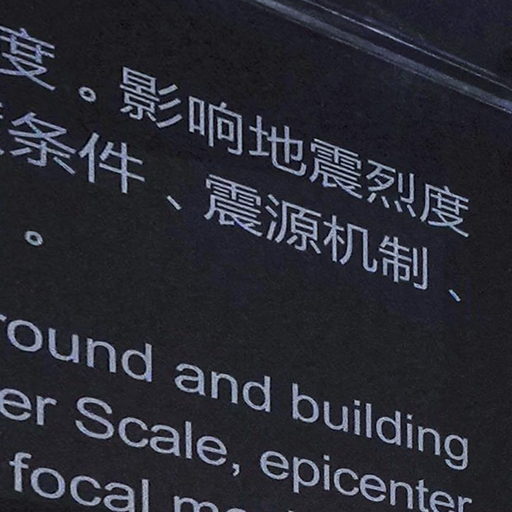 度。影响地震烈度
条件、震源机制、
。
round and building
er Scale, epicenter
focal